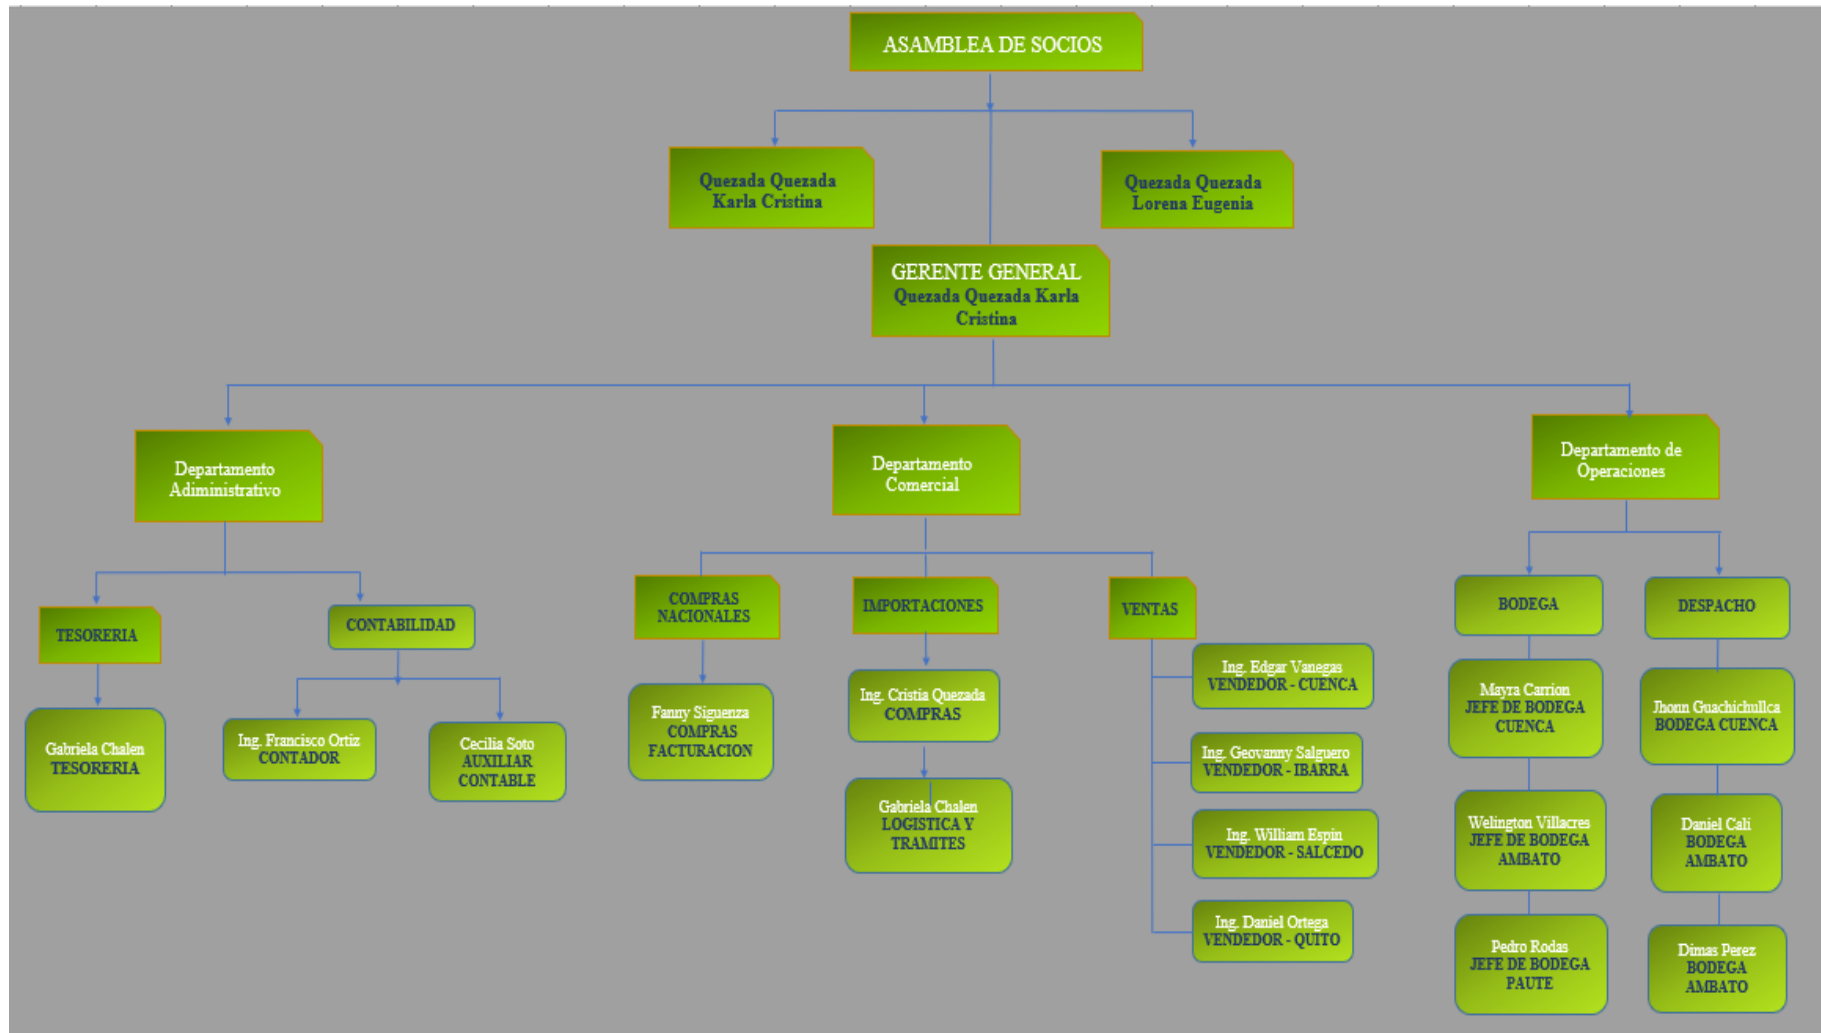 ASAMBLEA DE SOCIOS
Quezada Quezada
Karla Cristina
Quezada Quezada
Lorena Eugenia
GERENTE GENERAL
Quezada Quezada Karla
Cristina
Departamento
Adiministrativo
Departamento
Comercial
Departamento de
Operaciones
TESORERIA
CONTABILIDAD
Gabriela Chalen
TESORERIA
Ing. Francisco Ortiz
CONTADOR
Cecilia Soto
AUXILIAR
CONTABLE
COMPRAS
NACIONALES
IMPORTACIONES
VENTAS
Fanny Siguenza
COMPRAS
FACTURACION
Ing. Cristia Quezada
COMPRAS
Gabriela Chalen
LOGISTICA Y
TRAMITES
Ing. Edgar Vanegas
VENDEDOR - CUENCA
Ing. Geovanny Salguero
VENDEDOR - IBARRA
Ing. William Espin
VENDEDOR - SALCEDO
Ing. Daniel Ortega
VENDEDOR - QUITO
BODEGA
DESPACHO
Mayra Carrion
JEFE DE BODEGA
CUENCA
Welington Villacres
JEFE DE BODEGA
AMBATO
Pedro Rodas
JEFE DE BODEGA
PAUTE
Jhonn Guachichullca
BODEGA CUENCA
Daniel Cali
BODEGA
AMBATO
Dimas Perez
BODEGA
AMBATO